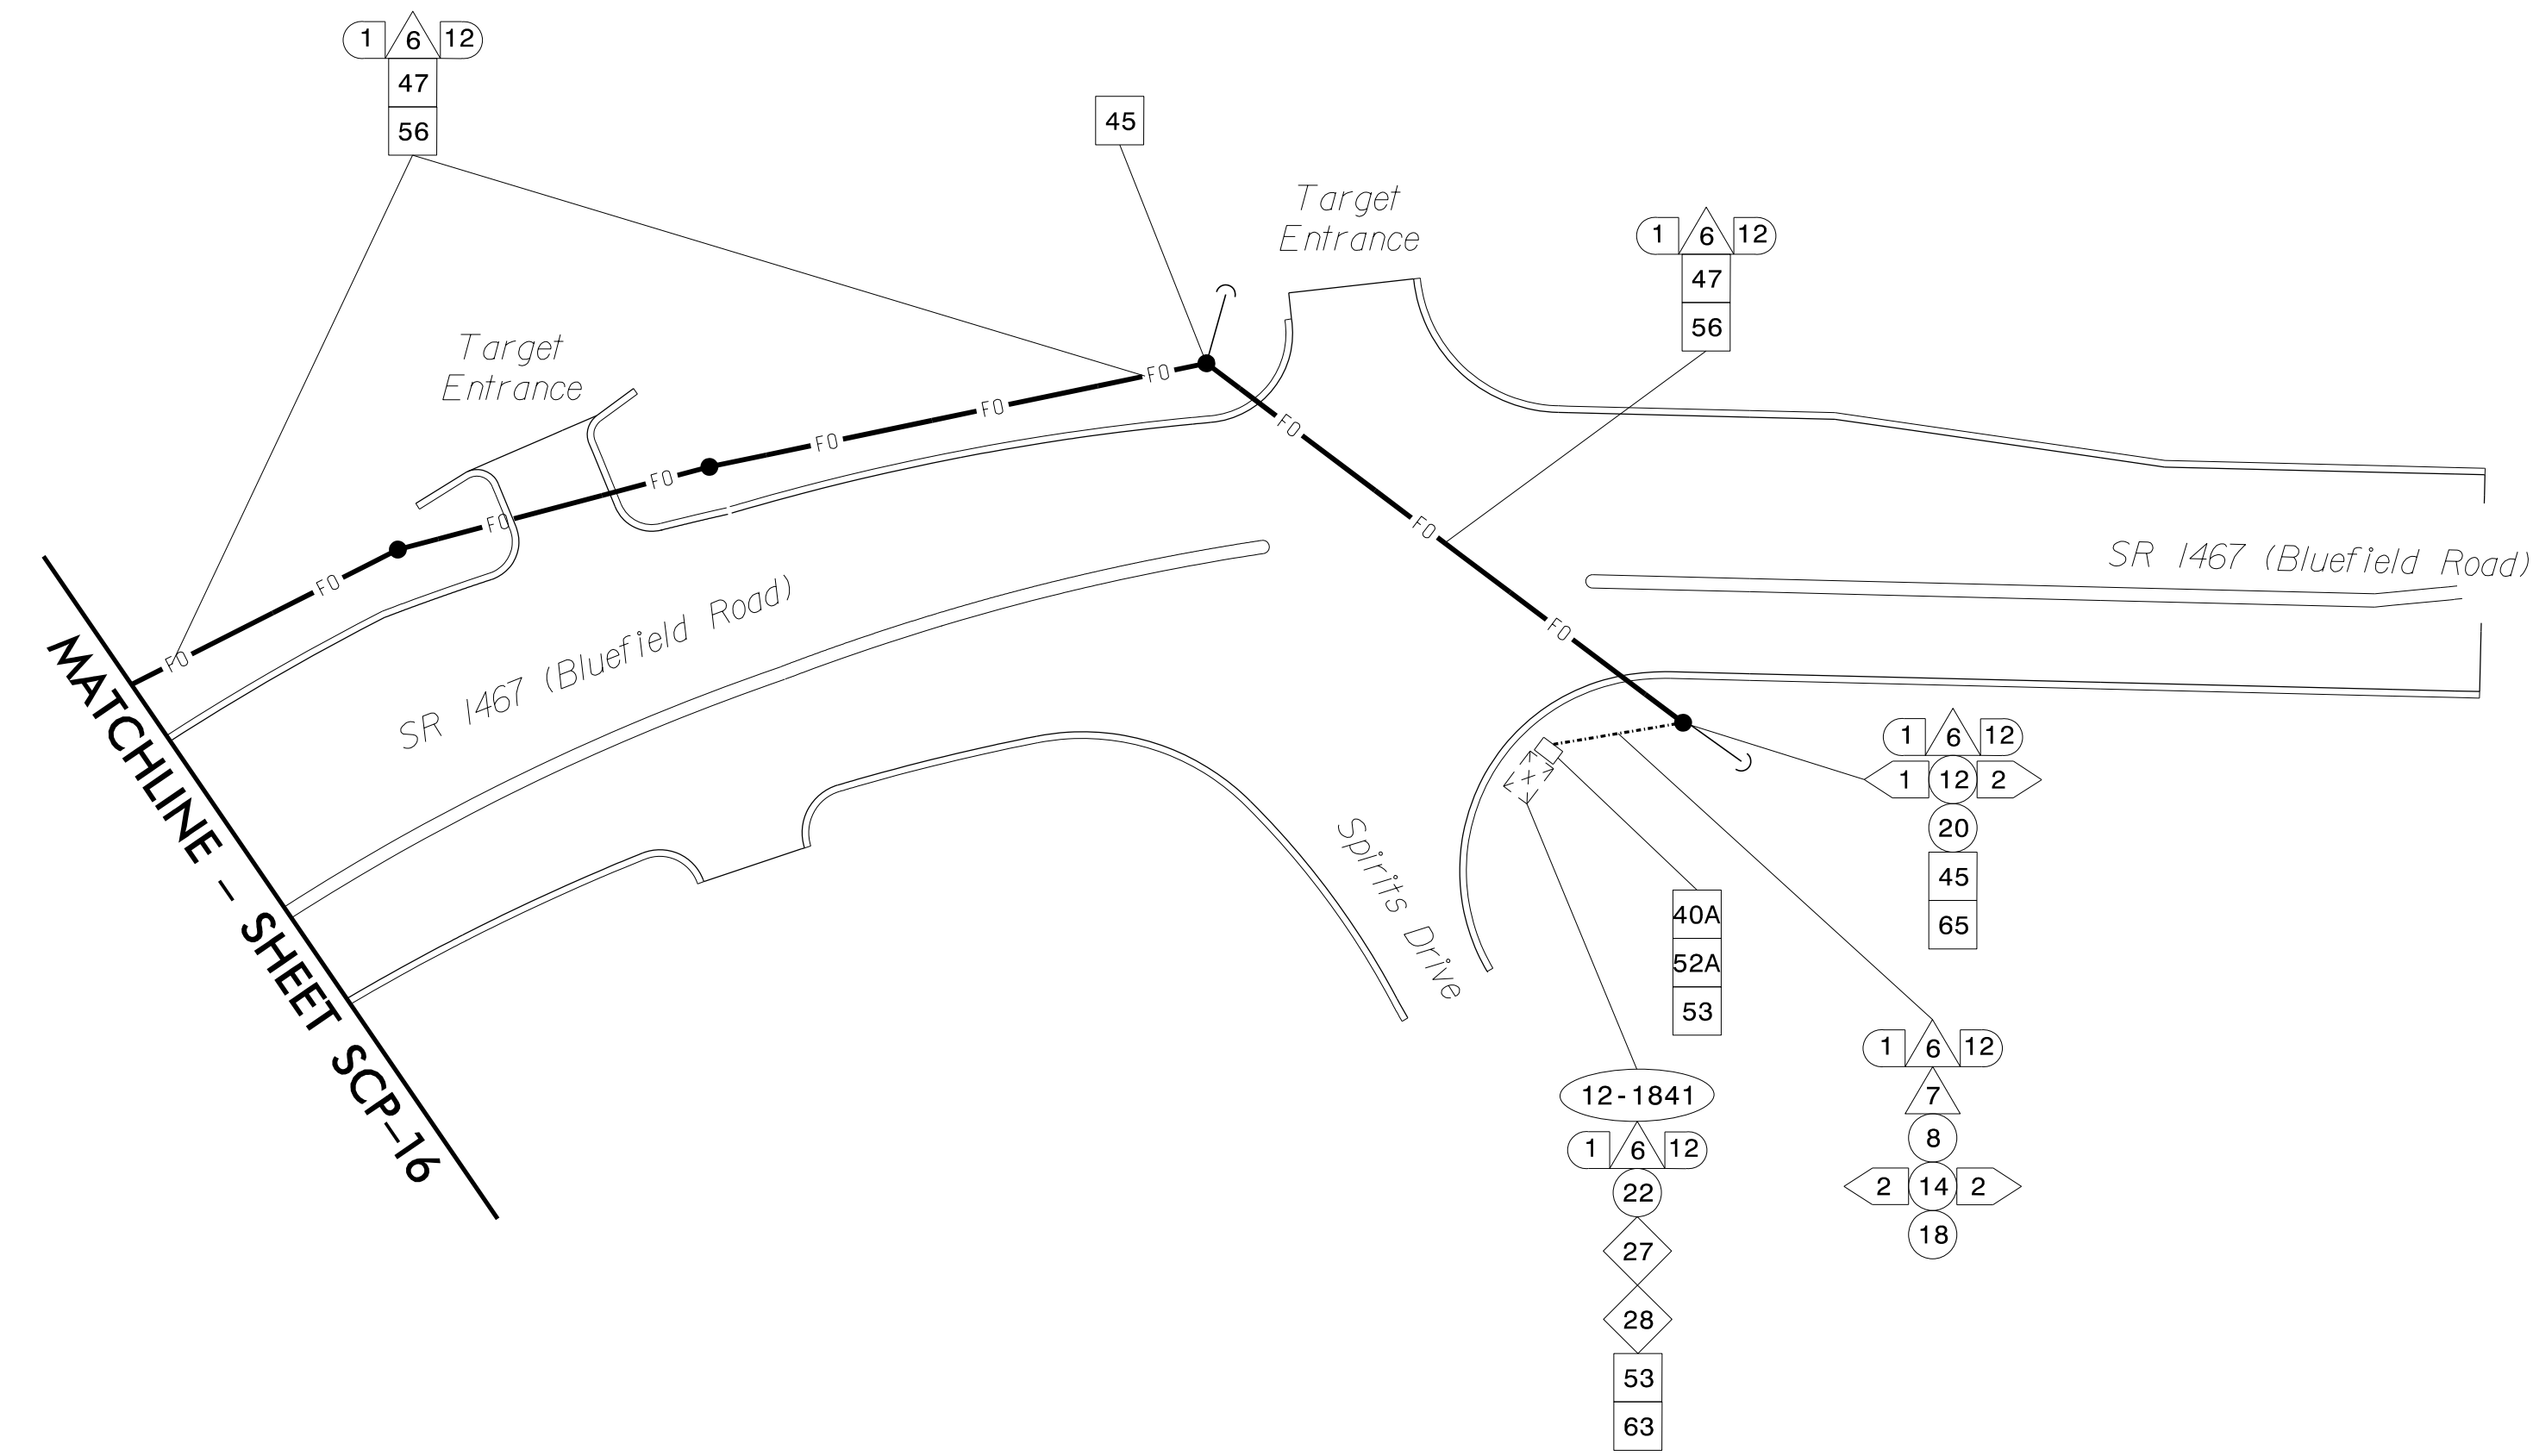 1 6 12
47
56
45
Target
Entrance
1 6 12
47
56
Target
Entrance
FO
FO
FO
FO
FO
FO
FO
FO
FO
FO
SR 1467 (Bluefield Road)
SR 1467 (Bluefield Road)
MATCHLINE - SHEET SCP-16
Spirits Drive
1 6 12
1 12 2
20
45
65
40A
52A
53
12-1841
1 6 12
22
27
28
53
63
1 6 12
7
8
2 14 2
18